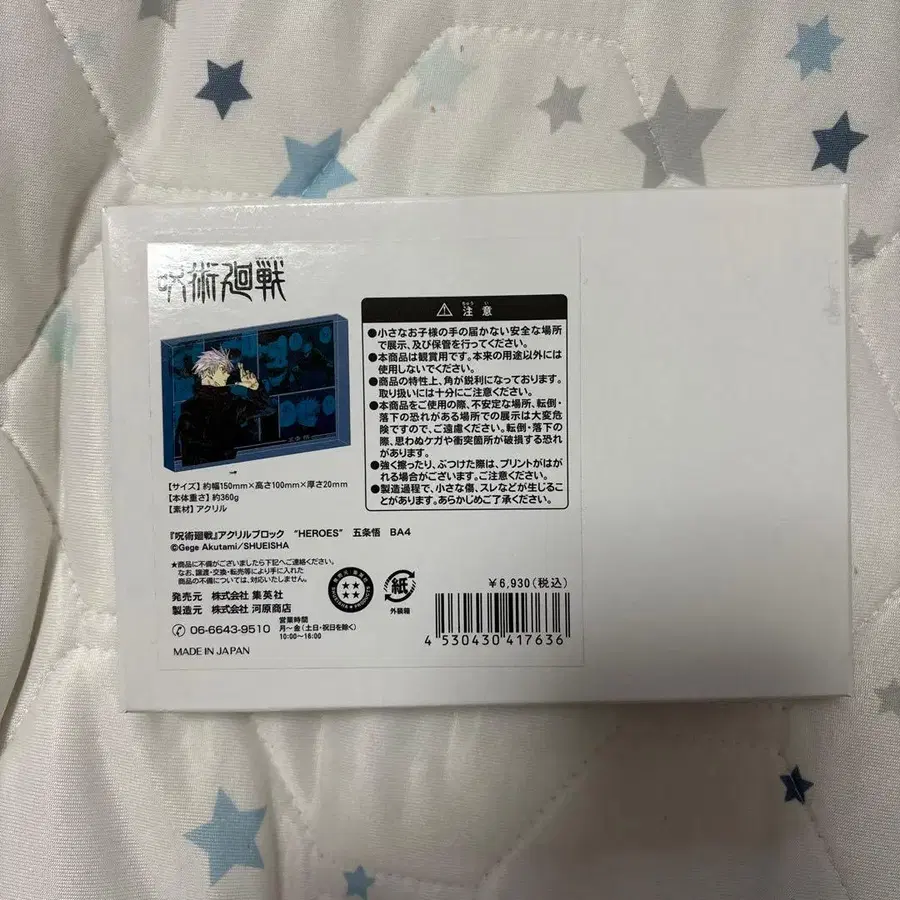 呪術廻戦
⚠ 注意
ちゅう い
●小さなお子様の手の届かない安全な場所
で展示、及び保管を行ってください。
●本商品は観賞用です。本来の用途以外には
使用しないでください。
●商品の特性上、角が鋭利になっております。
取り扱いには十分にご注意ください。
●本商品をご使用の際、不安定な場所、転倒・
落下の恐れがある場所での展示は大変危
険ですので、ご遠慮ください。転倒・落下の
際、思わぬケガや衝突箇所が破損する恐れ
があります。
●強く擦ったり、ぶつけた際は、プリントがはが
れる場合がございます。ご注意ください。
●製造過程で、小さな傷、スレなどが生じるこ
とがあります。あらかじめご了承ください。
【サイズ】約幅150mm×高さ100mm×厚さ20mm
【本体重さ】約360g
【素材】アクリル
『呪術廻戦』アクリルブロック “HEROES” 五条悟 BA4
©Gege Akutami/SHUEISHA
★商品に不備がございましたら下記へご連絡ください。
なお、譲渡・交換・転売等により手に入れた
商品の不備については、対応いたしません。
発売元 株式会社 集英社
製造元 株式会社 河原商店
06-6643-9510
営業時間
月〜金(土日・祝日を除く)
10:00〜16:00
MADE IN JAPAN
紙
外装箱
¥6,930(税込)
4 530430 417636